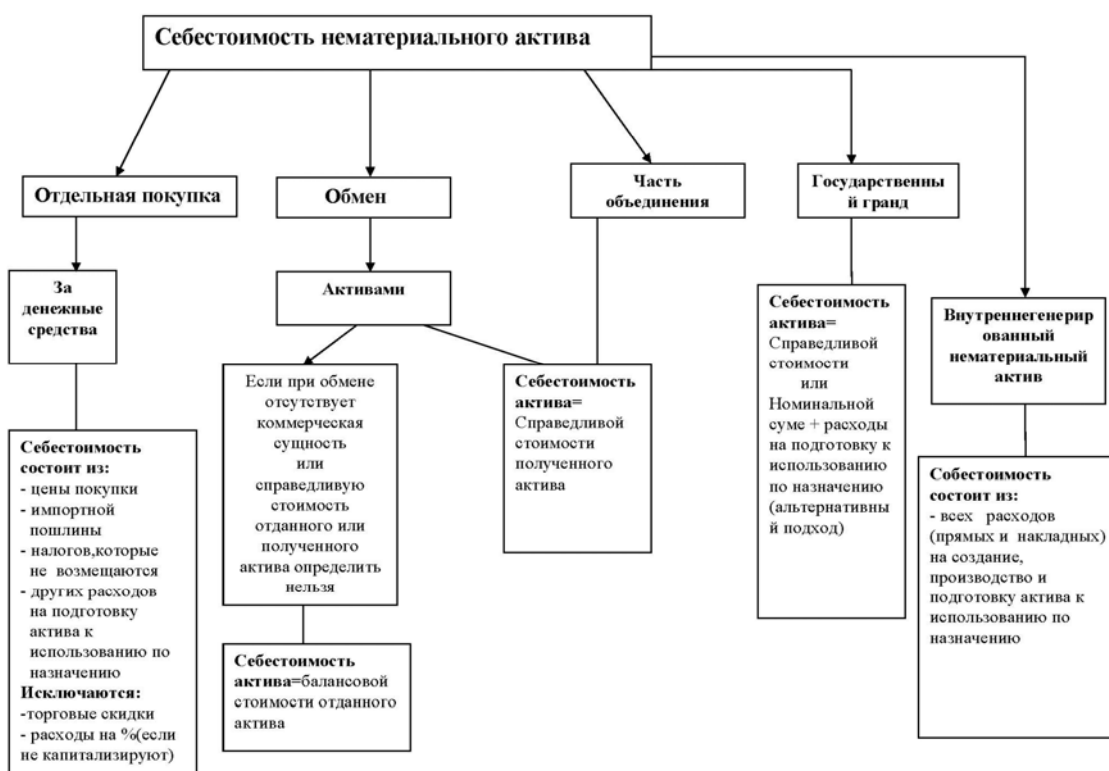 Себестоимость нематериального актива
Отдельная покупка
Обмен
Часть
объединения
Государственны
й гранд
За
денежные
средства
Активами
Внутреннегенерир
ованный
нематериальный
актив
Себестоимость
состоит из:
- цены покупки
- импортной
пошлины
- налогов,которые
не возмещаются
- других расходов
на подготовку
актива к
использованию по
назначению
Исключаются:
-торговые скидки
- расходы на %(если
не капитализируют)
Если при обмене
отсутствует
коммерческая
сущность
или
справедливую
стоимость
отданного или
полученного
актива определить
нельзя
Себестоимость
актива=балансовой
стоимости отданного
актива
Себестоимость
актива=
Справедливой
стоимости
полученного
актива
Себестоимость
актива=
Справедливой
стоимости
или
Номинальной
суме + расходы
на подготовку к
использованию
по назначению
(альтернативны
й подход)
Собестоимость
состоит из:
- всех расходов
(прямых и накладных)
на создание,
производство и
подготовку актива к
использованию по
назначению